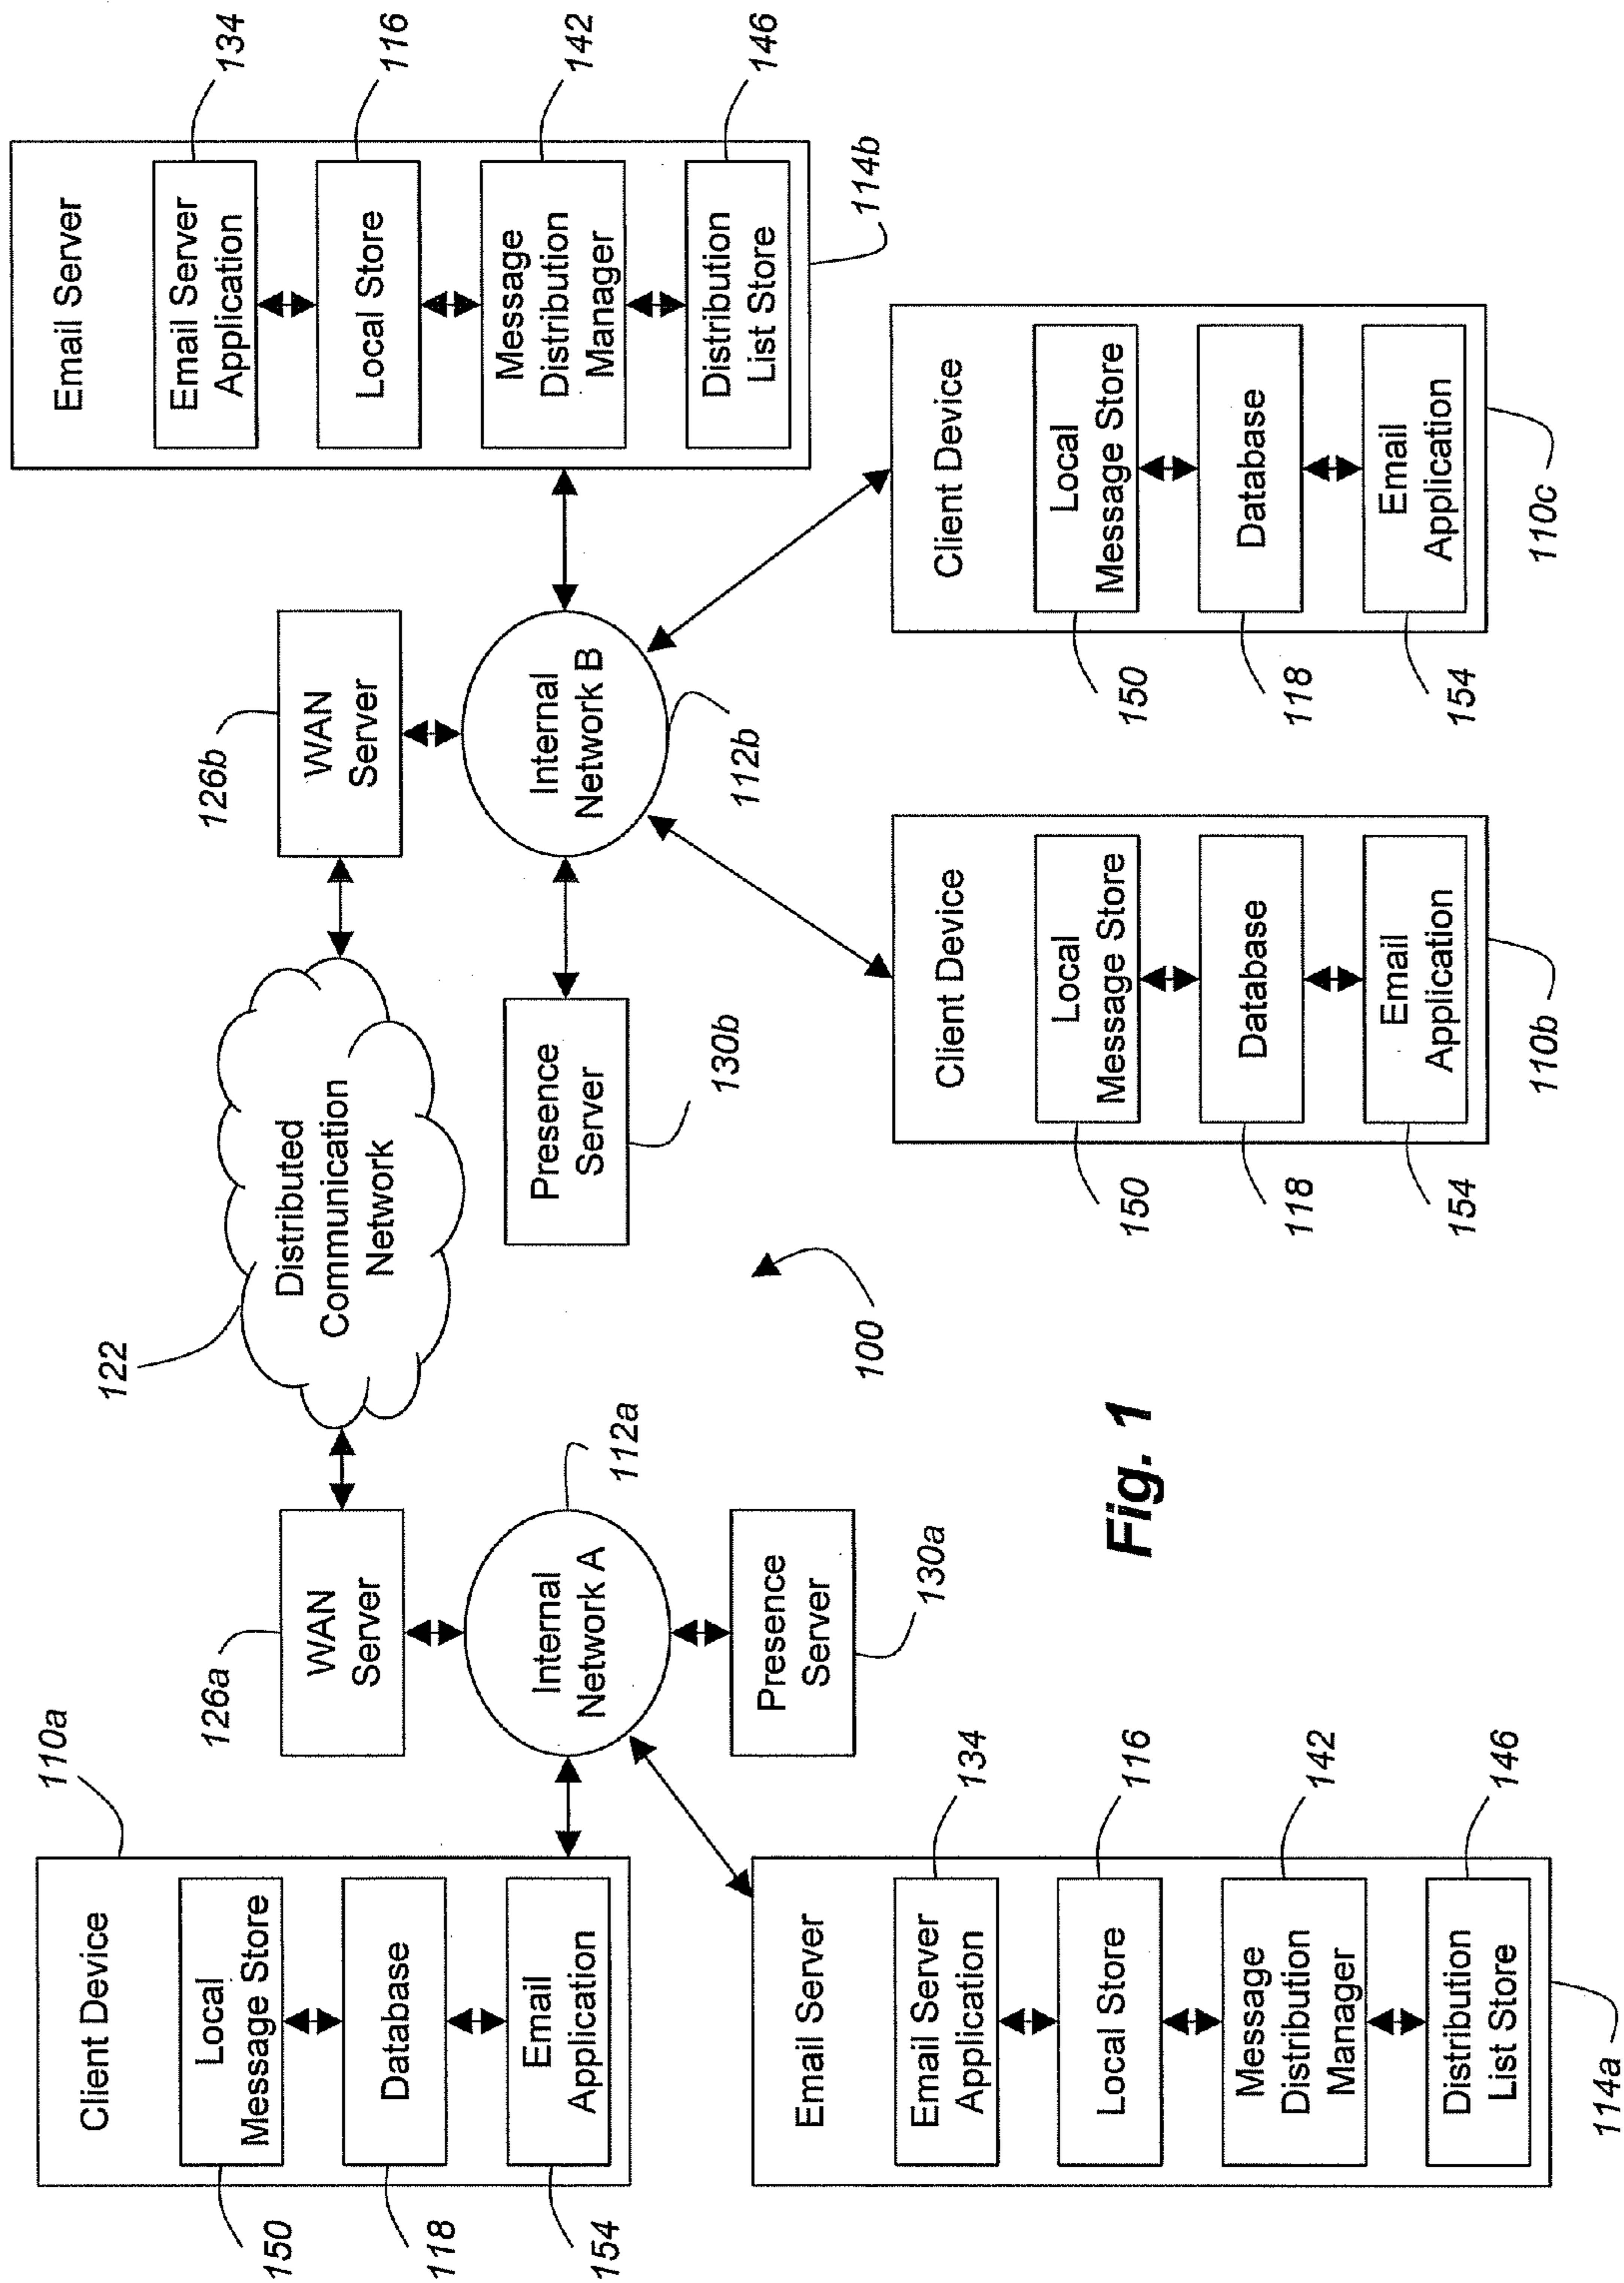 110a
Client Device
Local
Message Store
Database
Email
Application
150
118
154
126a
WAN
Server
122
Distributed
Communication
Network
126b
WAN
Server
Email Server
Email Server
Application
Local Store
Message
Distribution
Manager
Distribution
List Store
134
116
142
146
114b
Internal
Network A
112a
Presence
Server
130a
Presence
Server
130b
Internal
Network B
112b
100
Email Server
Email Server
Application
Local Store
Message
Distribution
Manager
Distribution
List Store
134
116
142
146
114a
Client Device
Local
Message Store
Database
Email
Application
150
118
154
110b
Client Device
Local
Message Store
Database
Email
Application
150
118
154
110c
Fig. 1